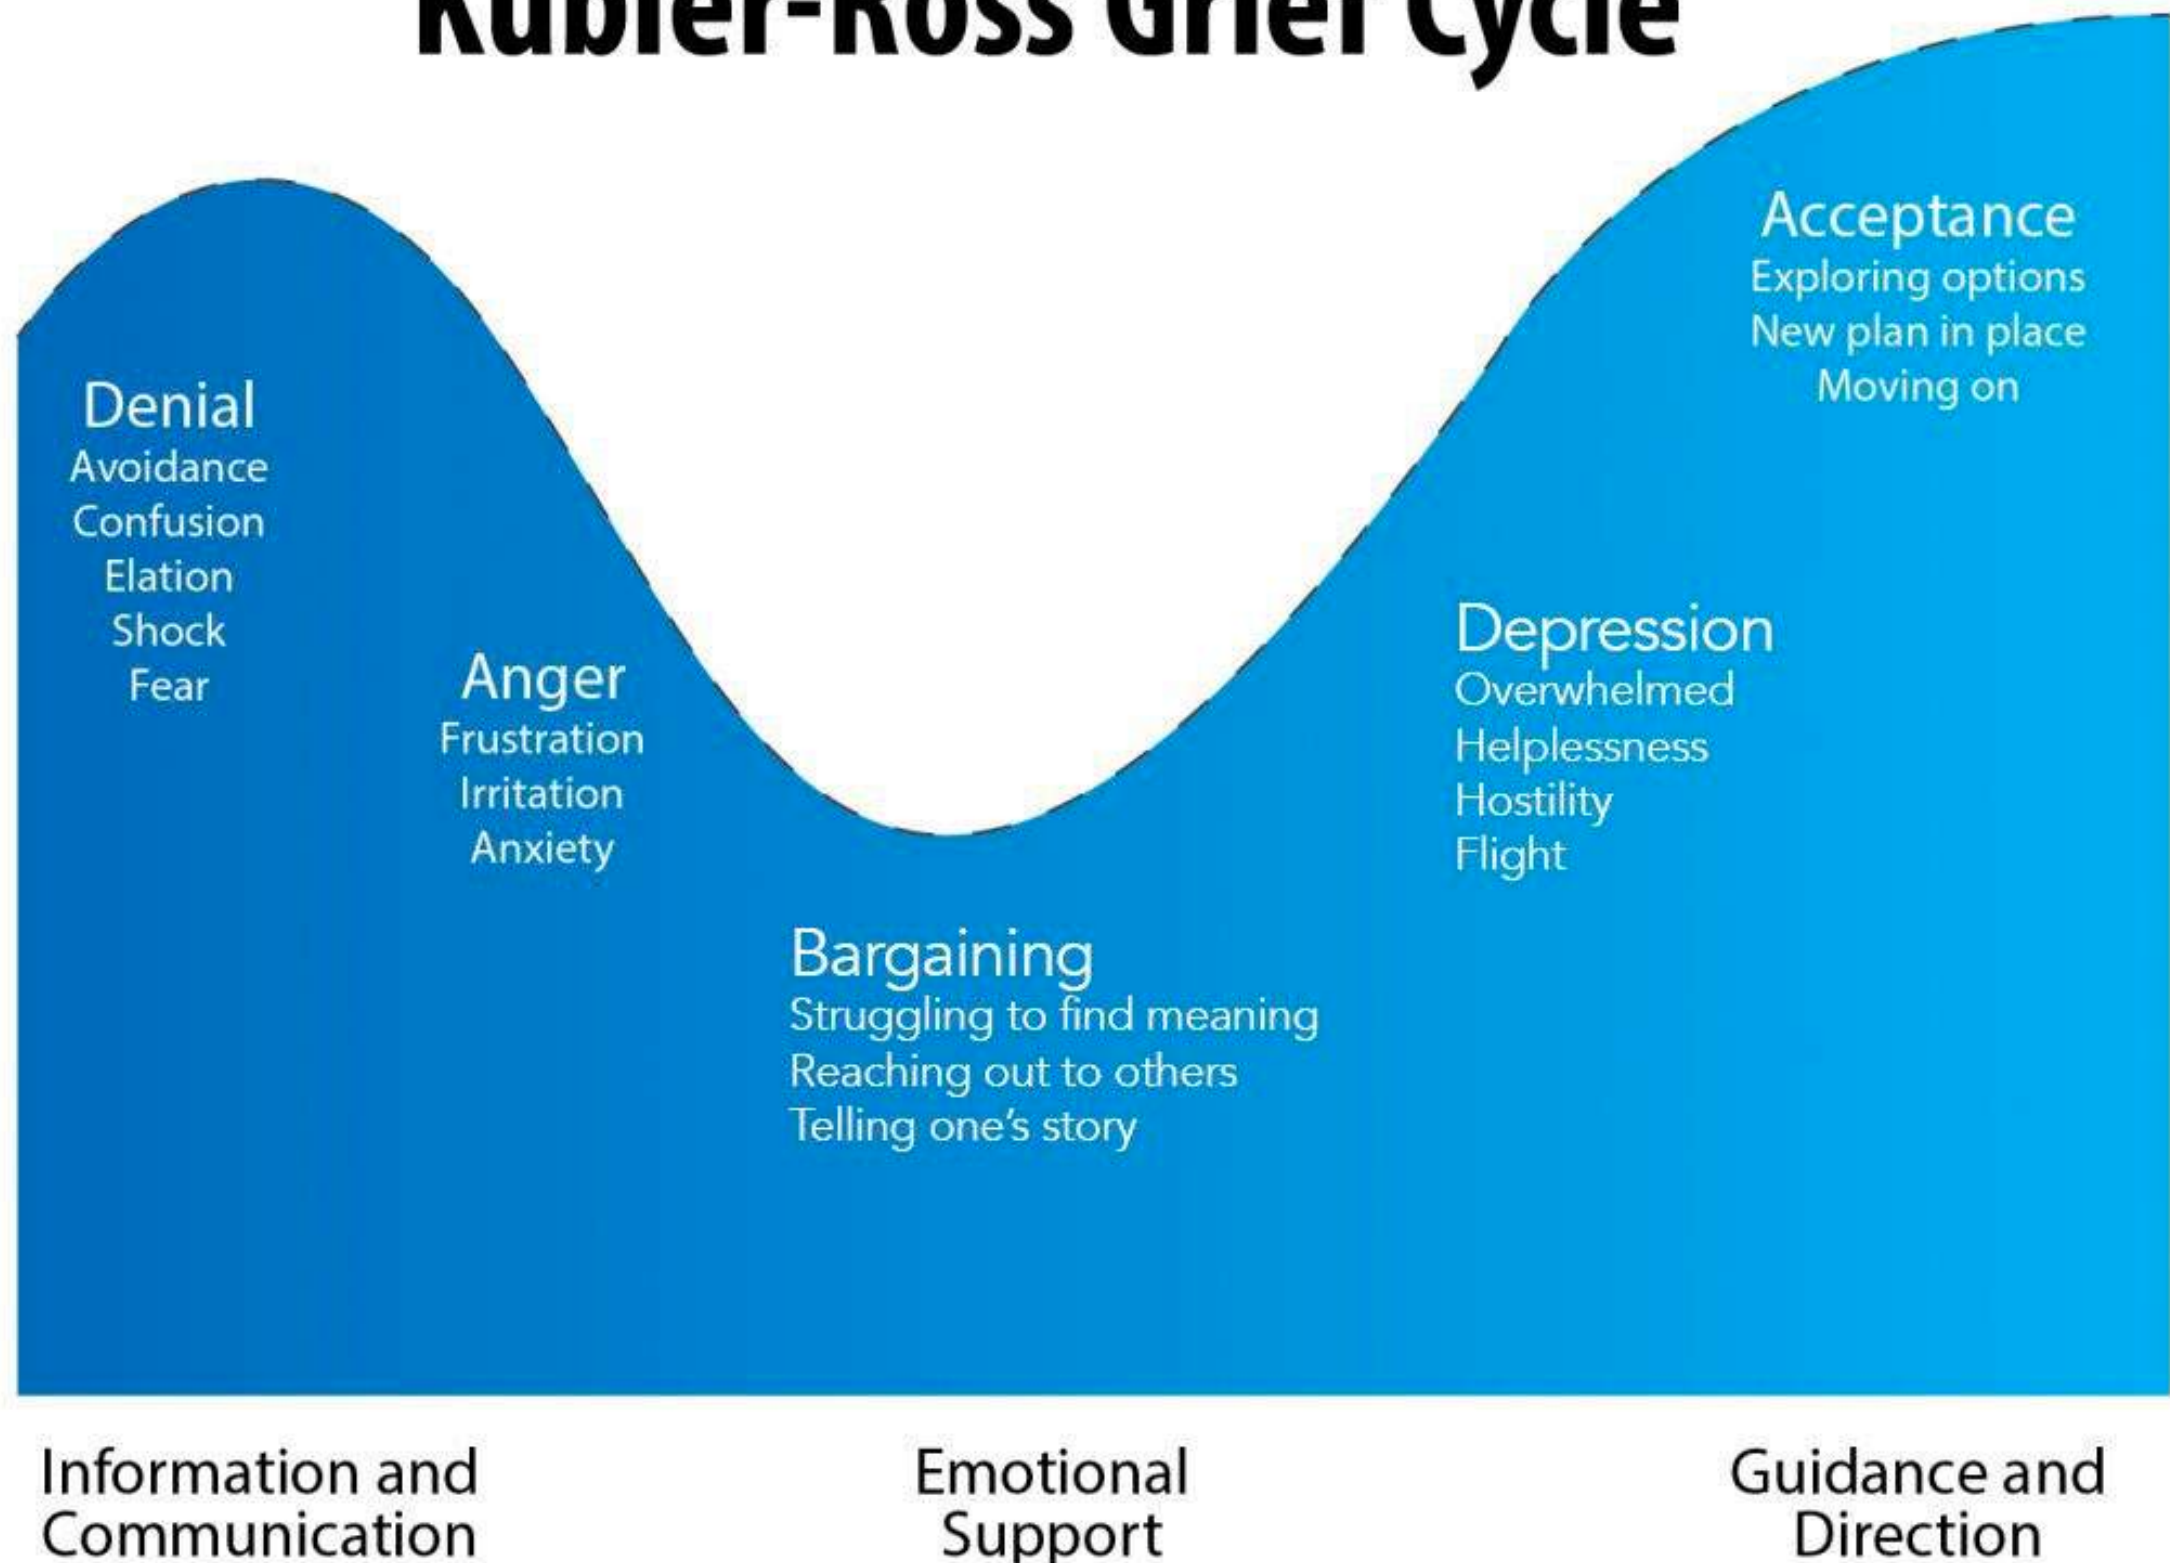 Kubler-Ross Grief Cycle
Denial
Avoidance
Confusion
Elation
Shock
Fear
Anger
Frustration
Irritation
Anxiety
Bargaining
Struggling to find meaning
Reaching out to others
Telling one's story
Depression
Overwhelmed
Helplessness
Hostility
Flight
Acceptance
Exploring options
New plan in place
Moving on
Information and
Communication
Emotional
Support
Guidance and
Direction